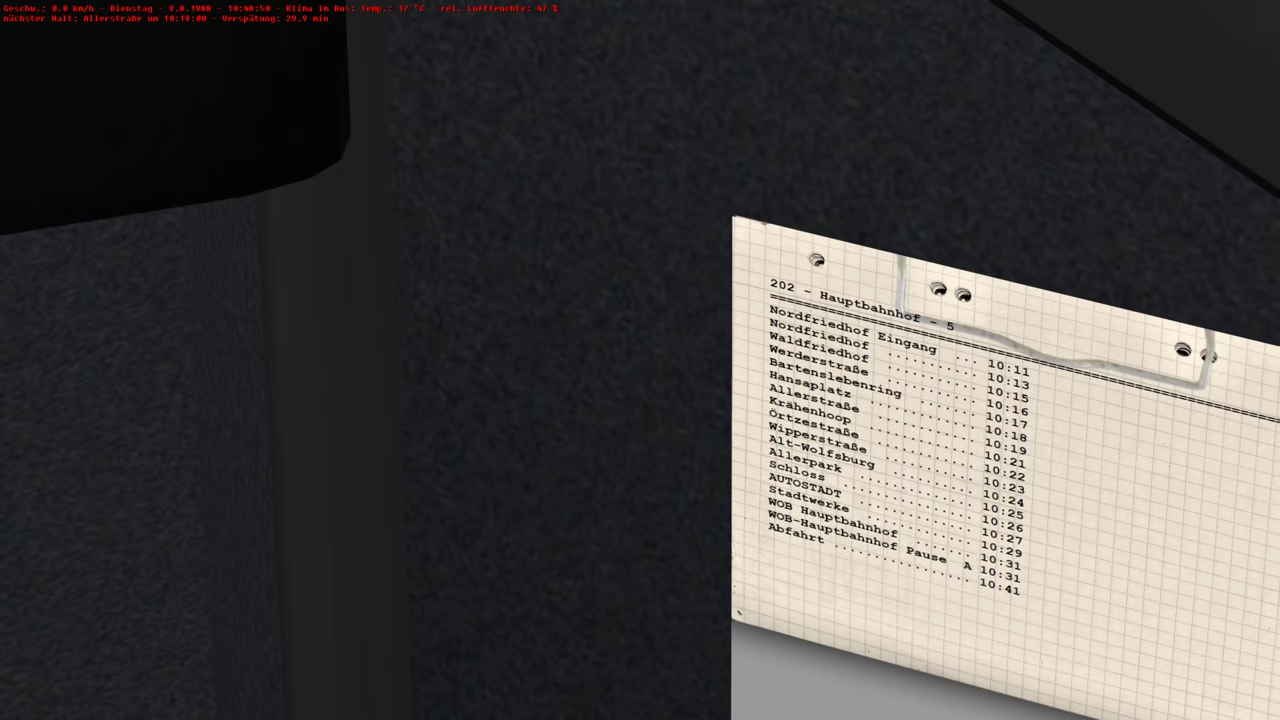 Geschw.: 0.0 km/h - Dienstag - 9.8.1988 - 10:40:50 - Klima im Bus: Temp.: 17 °C - rel. Luftfeuchte: 47 %
nächster Halt: Allerstraße um 10:19:00 - Verspätung: 29.9 min
202 - Hauptbahnhof - 5
Nordfriedhof Eingang ... 10:11
Nordfriedhof .......... 10:13
Waldfriedhof .......... 10:15
Werderstraße .......... 10:16
Bartenslebenring ...... 10:17
Hansaplatz ............ 10:18
Allerstraße ........... 10:19
Krähenhoop ............ 10:21
Örtzestraße ........... 10:22
Wipperstraße .......... 10:23
Alt-Wolfsburg ......... 10:24
Allerpark ............. 10:25
Schloss ............... 10:26
AUTOSTADT ............. 10:27
Stadtwerke ............ 10:29
WOB Hauptbahnhof ...... 10:31
WOB-Hauptbahnhof Pause A 10:31
Abfahrt ................. 10:41